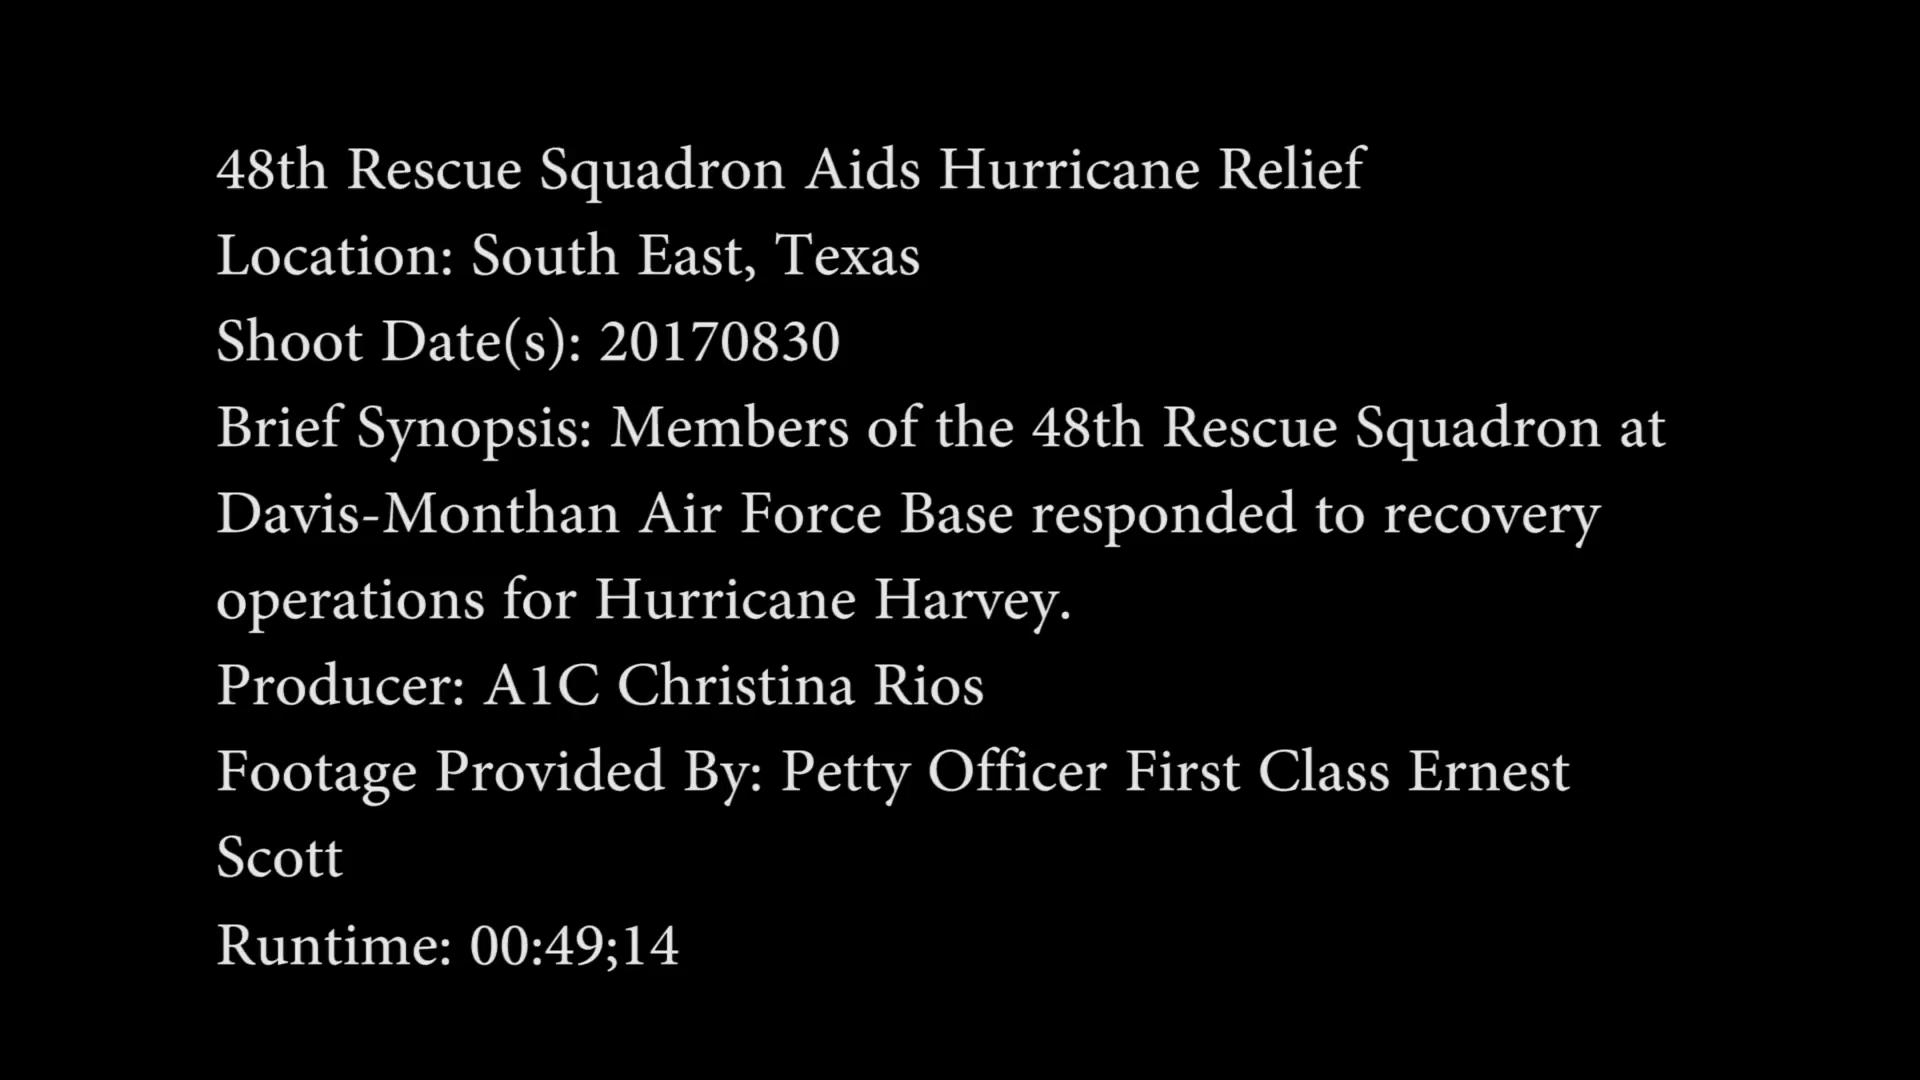 48th Rescue Squadron Aids Hurricane Relief
Location: South East, Texas
Shoot Date(s): 20170830
Brief Synopsis: Members of the 48th Rescue Squadron at
Davis-Monthan Air Force Base responded to recovery
operations for Hurricane Harvey.
Producer: A1C Christina Rios
Footage Provided By: Petty Officer First Class Ernest
Scott
Runtime: 00:49;14